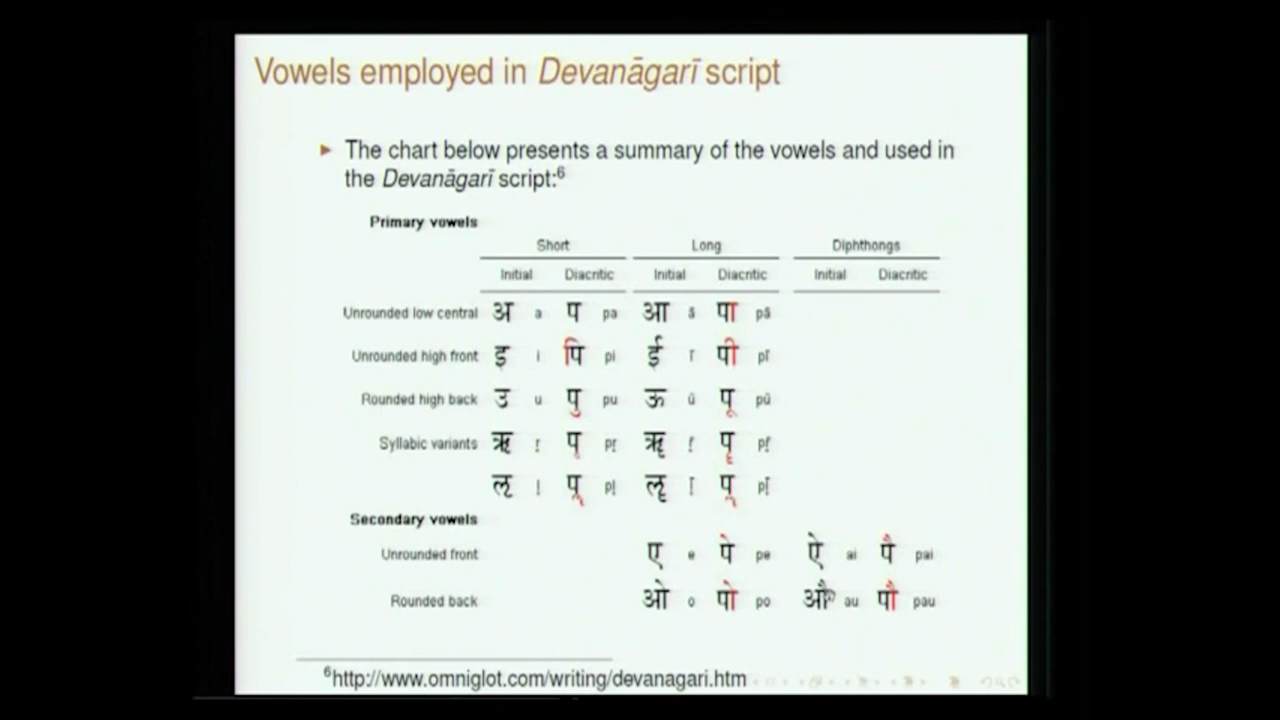 Vowels employed in Devanāgarī script
▶ The chart below presents a summary of the vowels and used in
the Devanāgarī script:⁶
Primary vowels
Short Long Diphthongs
Initial Diacritic Initial Diacritic Initial Diacritic
Unrounded low central अ a प pa आ ā पा pā
Unrounded high front इ i पि pi ई ī पी pī
Rounded high back उ u पु pu ऊ ū पू pū
Syllabic variants ऋ ṛ पृ pṛ ॠ ṝ पॄ pṝ
ऌ ḷ पॢ pḷ ॡ ḹ पॣ pḹ
Secondary vowels
Unrounded front ए e पे pe ऐ ai पै pai
Rounded back ओ o पो po औ au पौ pau
⁶http://www.omniglot.com/writing/devanagari.htm